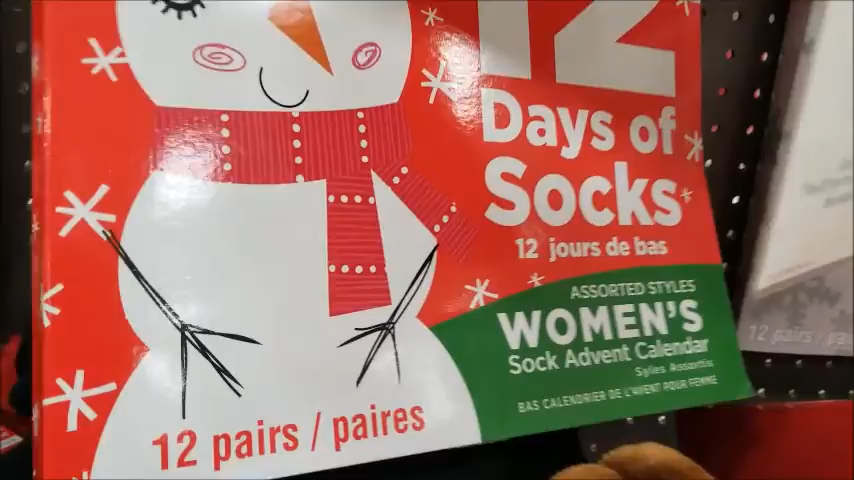 12
Days of
Socks
12 jours de bas
ASSORTED STYLES
WOMEN'S
Sock Advent Calendar
Syles Assortis
BAS CALENDRIER DE L'AVENT POUR FEMME
12 pairs / paires
12 pairs / pa